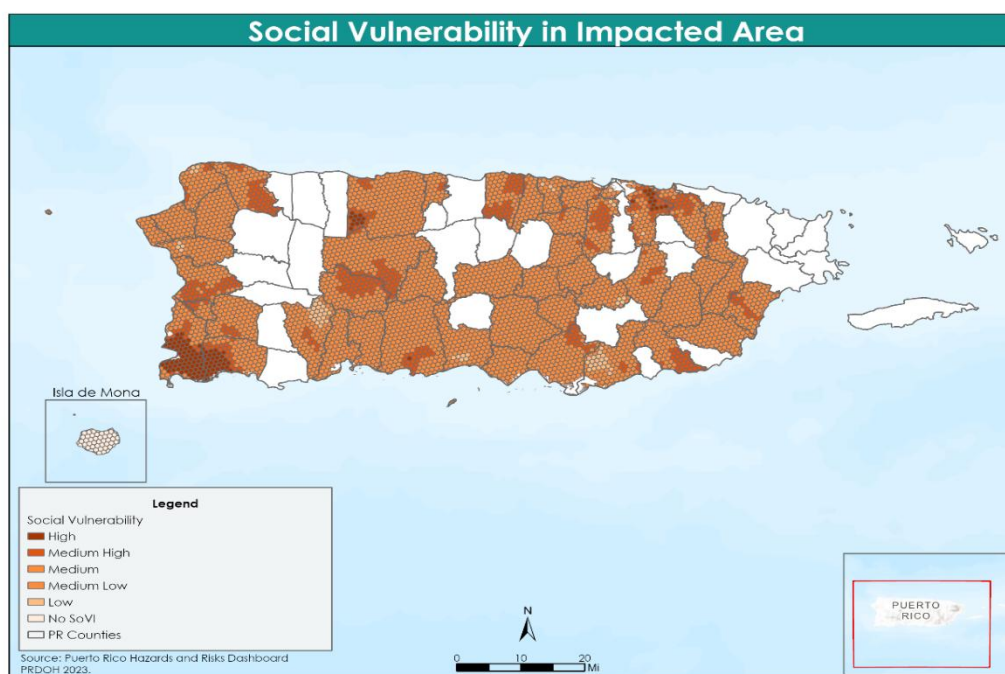 Social Vulnerability in Impacted Area
Isla de Mona
Legend
Social Vulnerability
High
Medium High
Medium
Medium Low
Low
No SoVI
PR Counties
Source: Puerto Rico Hazards and Risks Dashboard
PRDOH 2023.
N
0 10 20
Mi
PUERTO
RICO